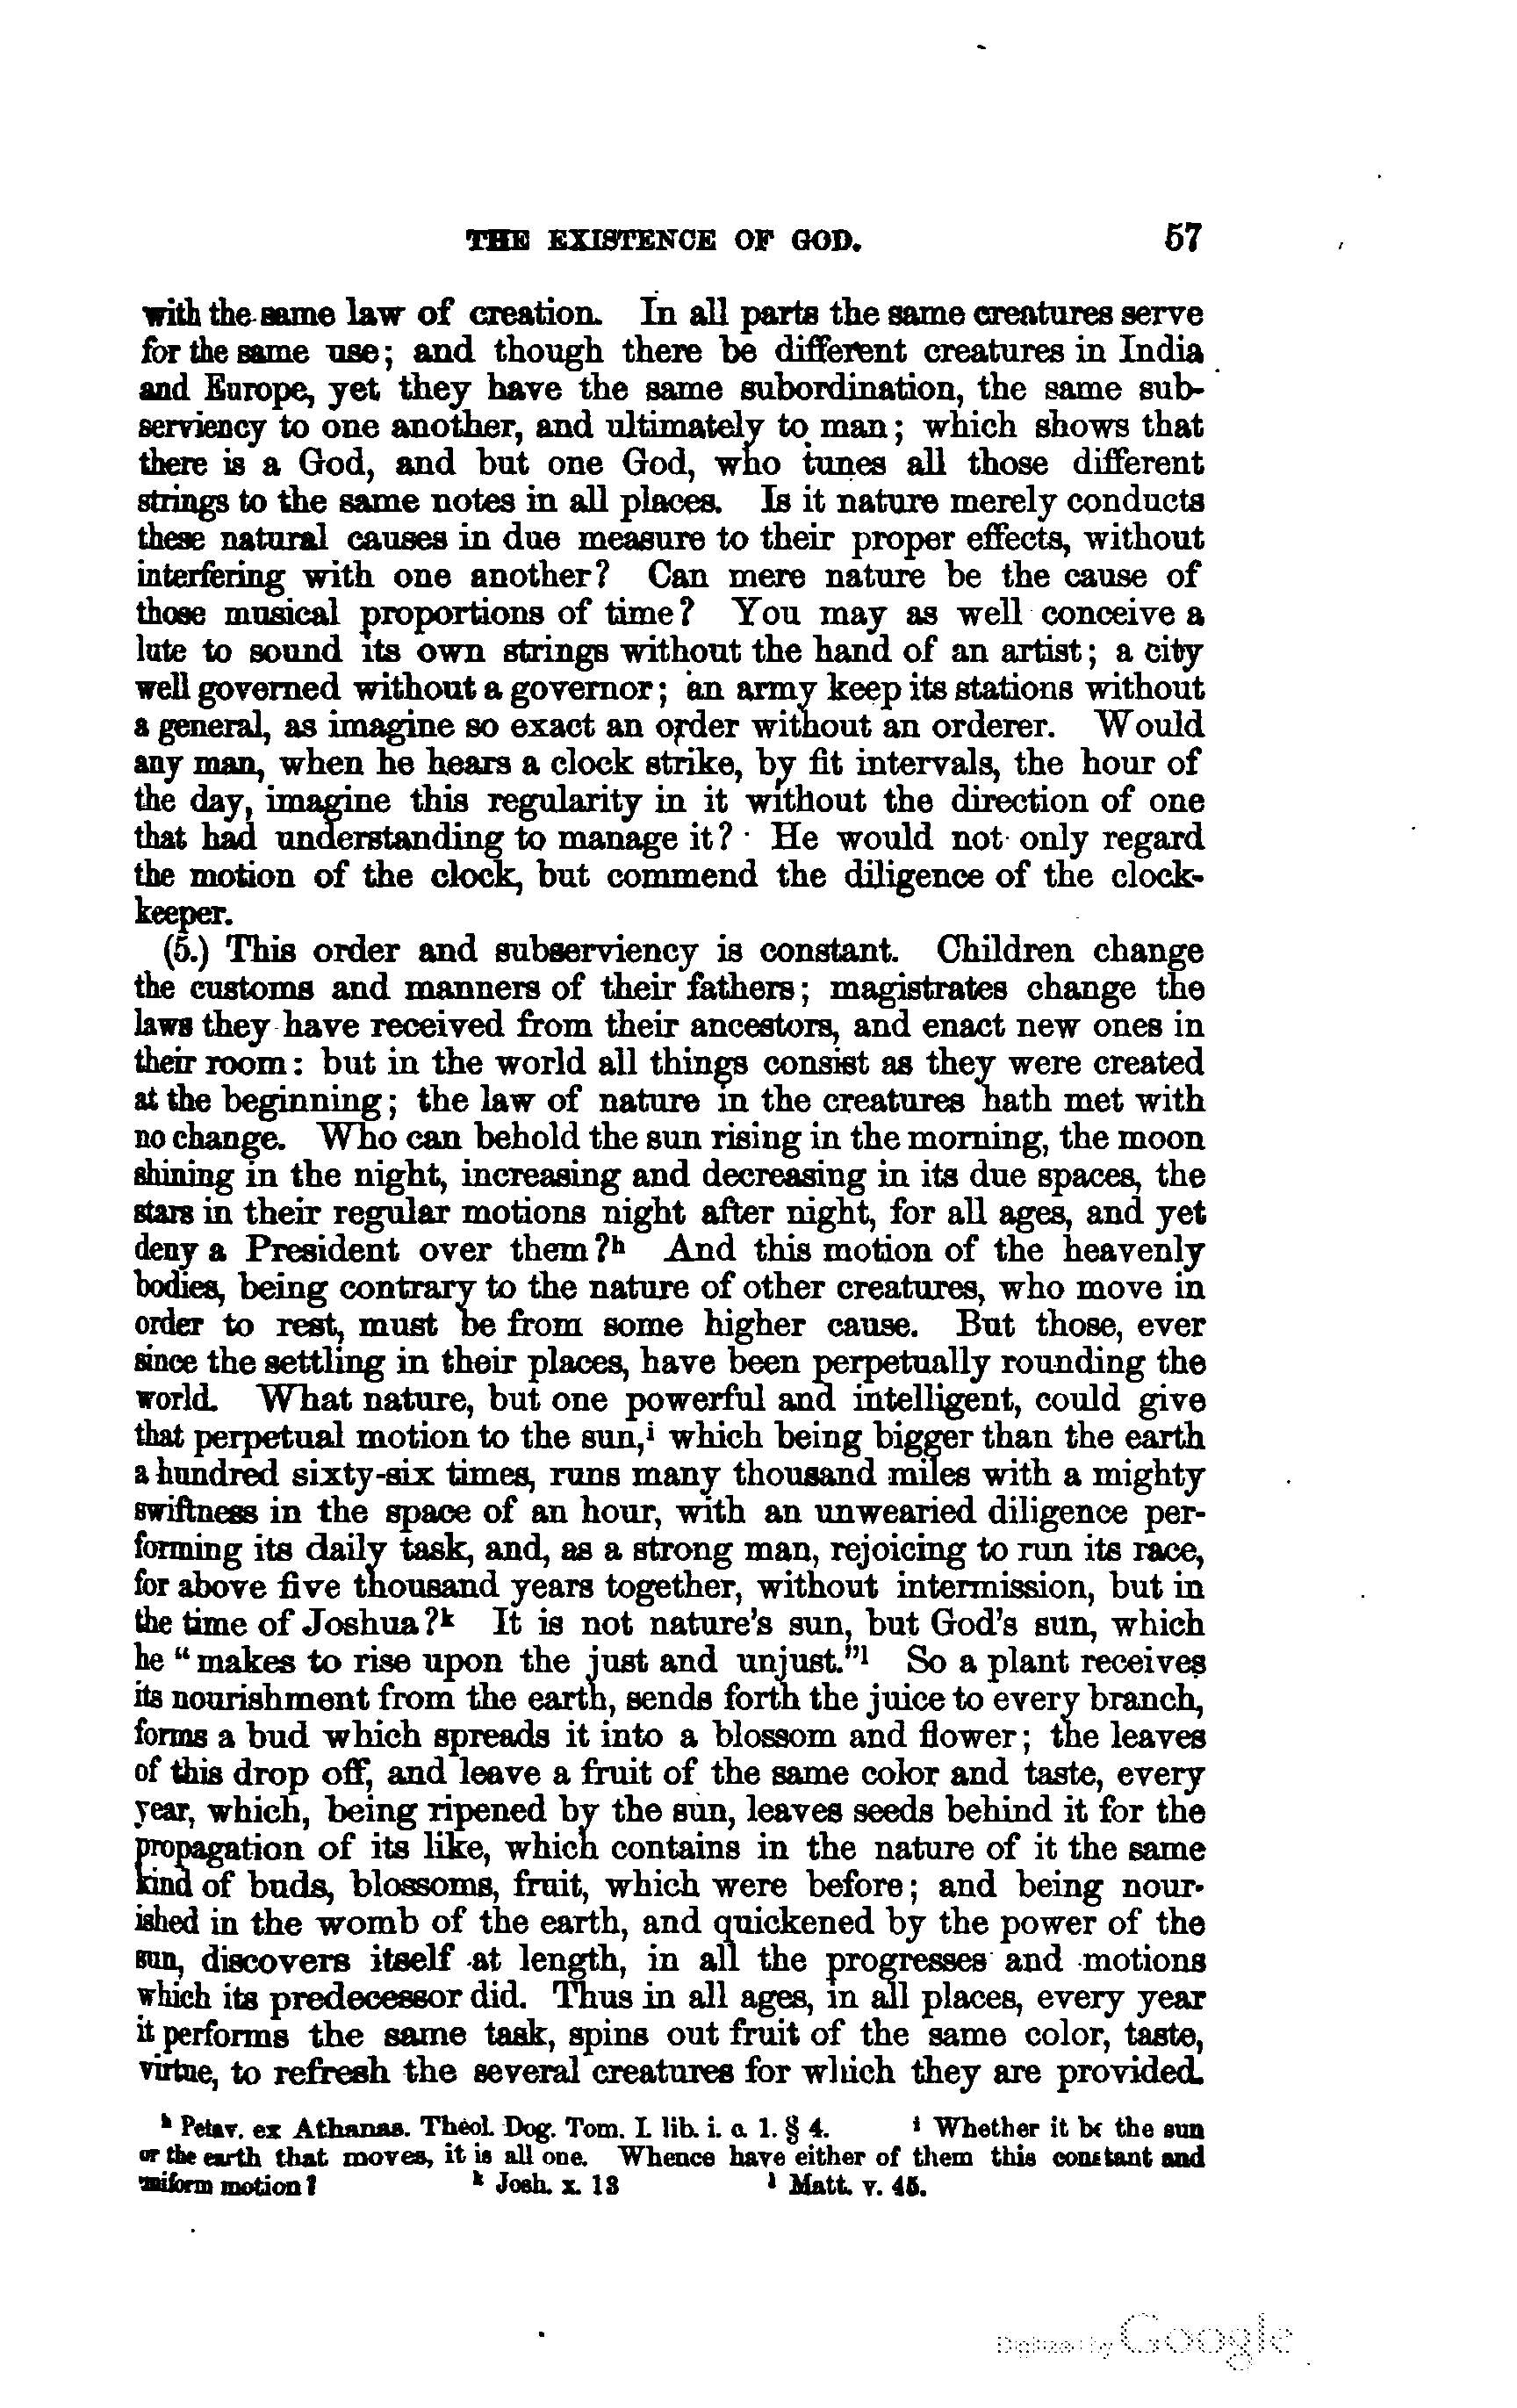 THE EXISTENCE OF GOD. 57
with the same law of creation. In all parts the same creatures serve
for the same use; and though there be different creatures in India
and Europe, yet they have the same subordination, the same sub-
serviency to one another, and ultimately to man; which shows that
there is a God, and but one God, who tunes all those different
strings to the same notes in all places. Is it nature merely conducts
these natural causes in due measure to their proper effects, without
interfering with one another? Can mere nature be the cause of
those musical proportions of time? You may as well conceive a
lute to sound its own strings without the hand of an artist; a city
well governed without a governor; an army keep its stations without
a general, as imagine so exact an order without an orderer. Would
any man, when he hears a clock strike, by fit intervals, the hour of
the day, imagine this regularity in it without the direction of one
that had understanding to manage it? He would not only regard
the motion of the clock, but commend the diligence of the clock-
keeper.
(5.) This order and subserviency is constant. Children change
the customs and manners of their fathers; magistrates change the
laws they have received from their ancestors, and enact new ones in
their room: but in the world all things consist as they were created
at the beginning; the law of nature in the creatures hath met with
no change. Who can behold the sun rising in the morning, the moon
shining in the night, increasing and decreasing in its due spaces, the
stars in their regular motions night after night, for all ages, and yet
deny a President over them?ʰ And this motion of the heavenly
bodies, being contrary to the nature of other creatures, who move in
order to rest, must be from some higher cause. But those, ever
since the settling in their places, have been perpetually rounding the
world. What nature, but one powerful and intelligent, could give
that perpetual motion to the sun,ⁱ which being bigger than the earth
a hundred sixty-six times, runs many thousand miles with a mighty
swiftness in the space of an hour, with an unwearied diligence per-
forming its daily task, and, as a strong man, rejoicing to run its race,
for above five thousand years together, without intermission, but in
the time of Joshua?ᵏ It is not nature's sun, but God's sun, which
he "makes to rise upon the just and unjust."ˡ So a plant receives
its nourishment from the earth, sends forth the juice to every branch,
forms a bud which spreads it into a blossom and flower; the leaves
of this drop off, and leave a fruit of the same color and taste, every
year, which, being ripened by the sun, leaves seeds behind it for the
propagation of its like, which contains in the nature of it the same
kind of buds, blossoms, fruit, which were before; and being nour-
ished in the womb of the earth, and quickened by the power of the
sun, discovers itself at length, in all the progresses and motions
which its predecessor did. Thus in all ages, in all places, every year
it performs the same task, spins out fruit of the same color, taste,
virtue, to refresh the several creatures for which they are provided.
ʰ Petav. ex Athanas. Theol. Dog. Tom. I. lib. i. c. 1. § 4. ⁱ Whether it be the sun
or the earth that moves, it is all one. Whence have either of them this constant and
uniform motion? ᵏ Josh. x. 13 ˡ Matt. v. 45.
Digitized by Google